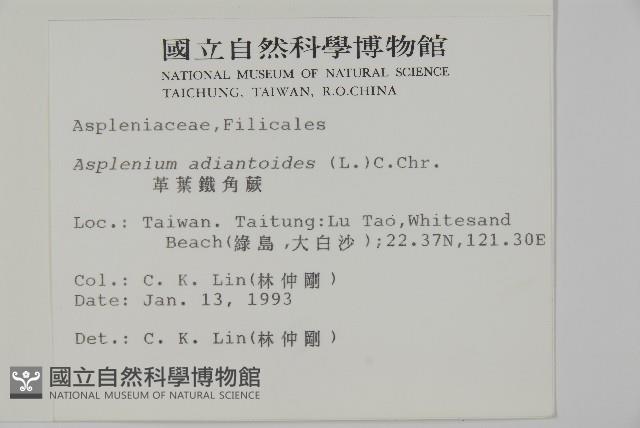 國立自然科學博物館
NATIONAL MUSEUM OF NATURAL SCIENCE
TAICHUNG, TAIWAN, R.O.CHINA
Aspleniaceae,Filicales
Asplenium adiantoides (L.)C.Chr.
革葉鐵角蕨
Loc.: Taiwan. Taitung:Lu Tao,Whitesand
Beach(綠島,大白沙);22.37N,121.30E
Col.: C. K. Lin(林仲剛)
Date: Jan. 13, 1993
Det.: C. K. Lin(林仲剛)
國立自然科學博物館
NATIONAL MUSEUM OF NATURAL SCIENCE